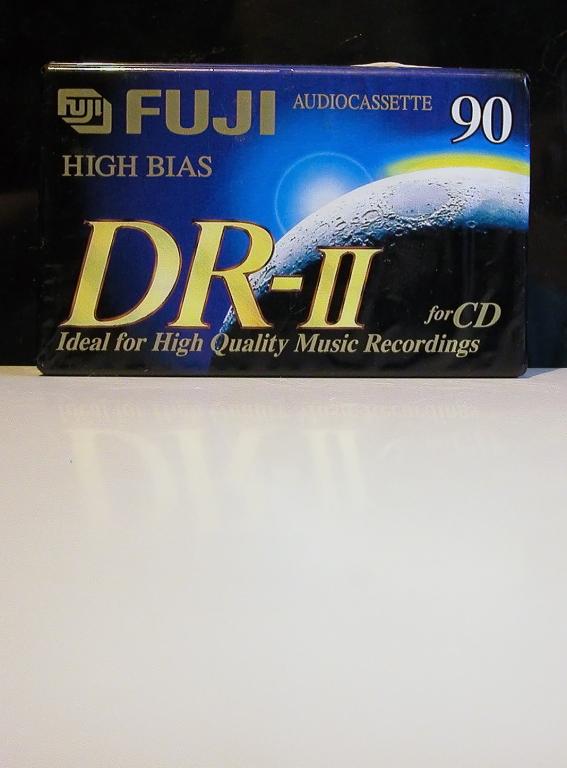 FUJI FUJI AUDIOCASSETTE 90
HIGH BIAS
DR-II
for CD
Ideal for High Quality Music Recordings